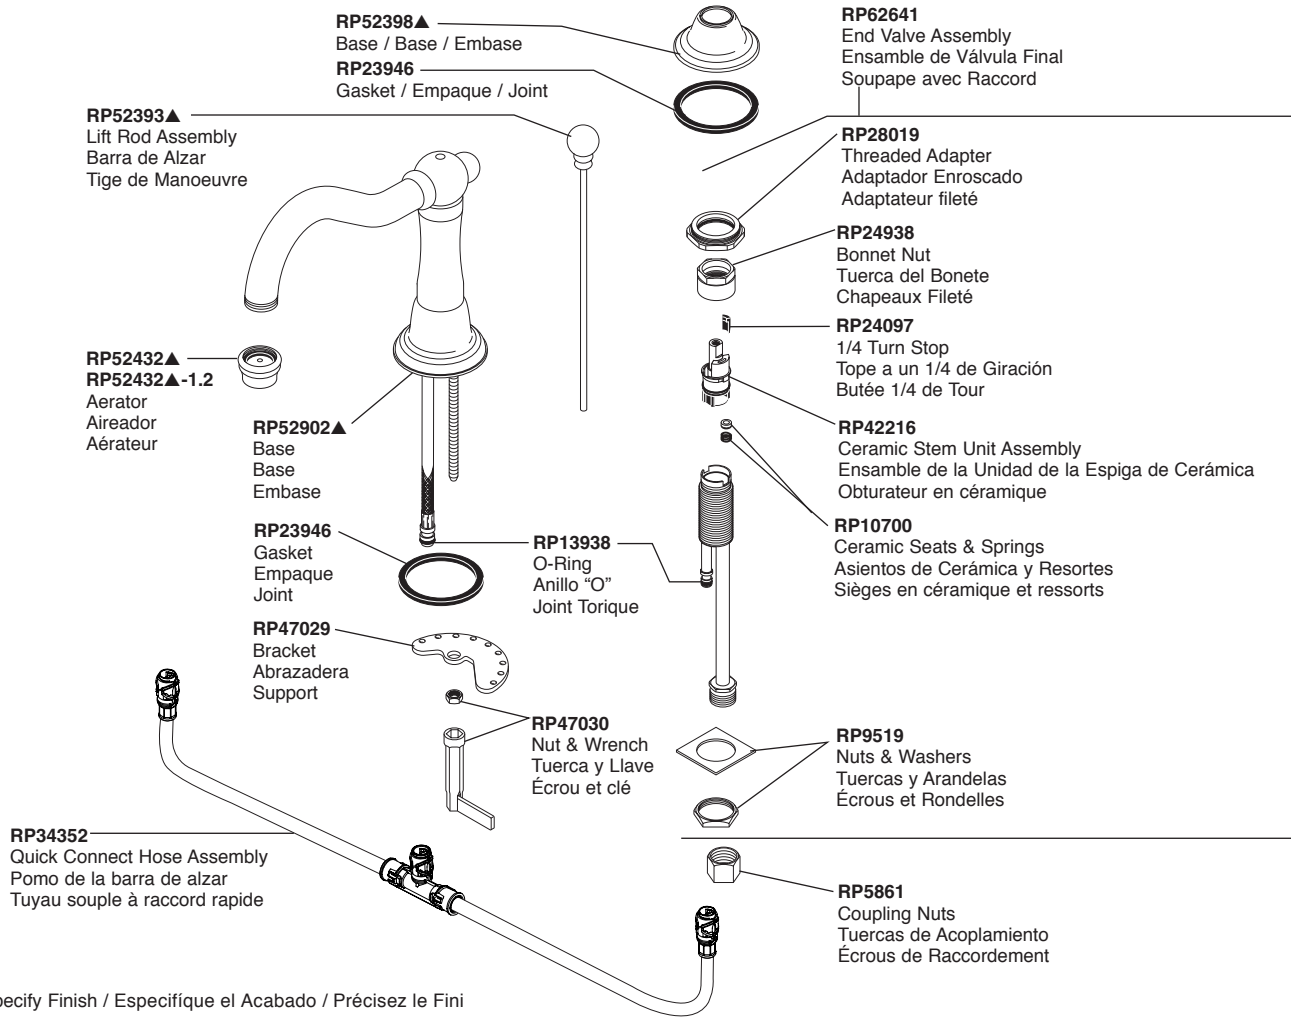 RP52398▲
Base / Base / Embase
RP23946
Gasket / Empaque / Joint
RP52393▲
Lift Rod Assembly
Barra de Alzar
Tige de Manoeuvre
RP62641
End Valve Assembly
Ensamble de Válvula Final
Soupape avec Raccord
RP28019
Threaded Adapter
Adaptador Enroscado
Adaptateur fileté
RP24938
Bonnet Nut
Tuerca del Bonete
Chapeaux Fileté
RP24097
1/4 Turn Stop
Tope a un 1/4 de Giración
Butée 1/4 de Tour
RP52432▲
RP52432▲-1.2
Aerator
Aireador
Aérateur
RP52902▲
Base
Base
Embase
RP42216
Ceramic Stem Unit Assembly
Ensamble de la Unidad de la Espiga de Cerámica
Obturateur en céramique
RP10700
Ceramic Seats & Springs
Asientos de Cerámica y Resortes
Sièges en céramique et ressorts
RP23946
Gasket
Empaque
Joint
RP13938
O-Ring
Anillo “O”
Joint Torique
RP47029
Bracket
Abrazadera
Support
RP47030
Nut & Wrench
Tuerca y Llave
Écrou et clé
RP9519
Nuts & Washers
Tuercas y Arandelas
Écrous et Rondelles
RP34352
Quick Connect Hose Assembly
Pomo de la barra de alzar
Tuyau souple à raccord rapide
RP5861
Coupling Nuts
Tuercas de Acoplamiento
Écrous de Raccordement
pecify Finish / Especifíque el Acabado / Précisez le Fini